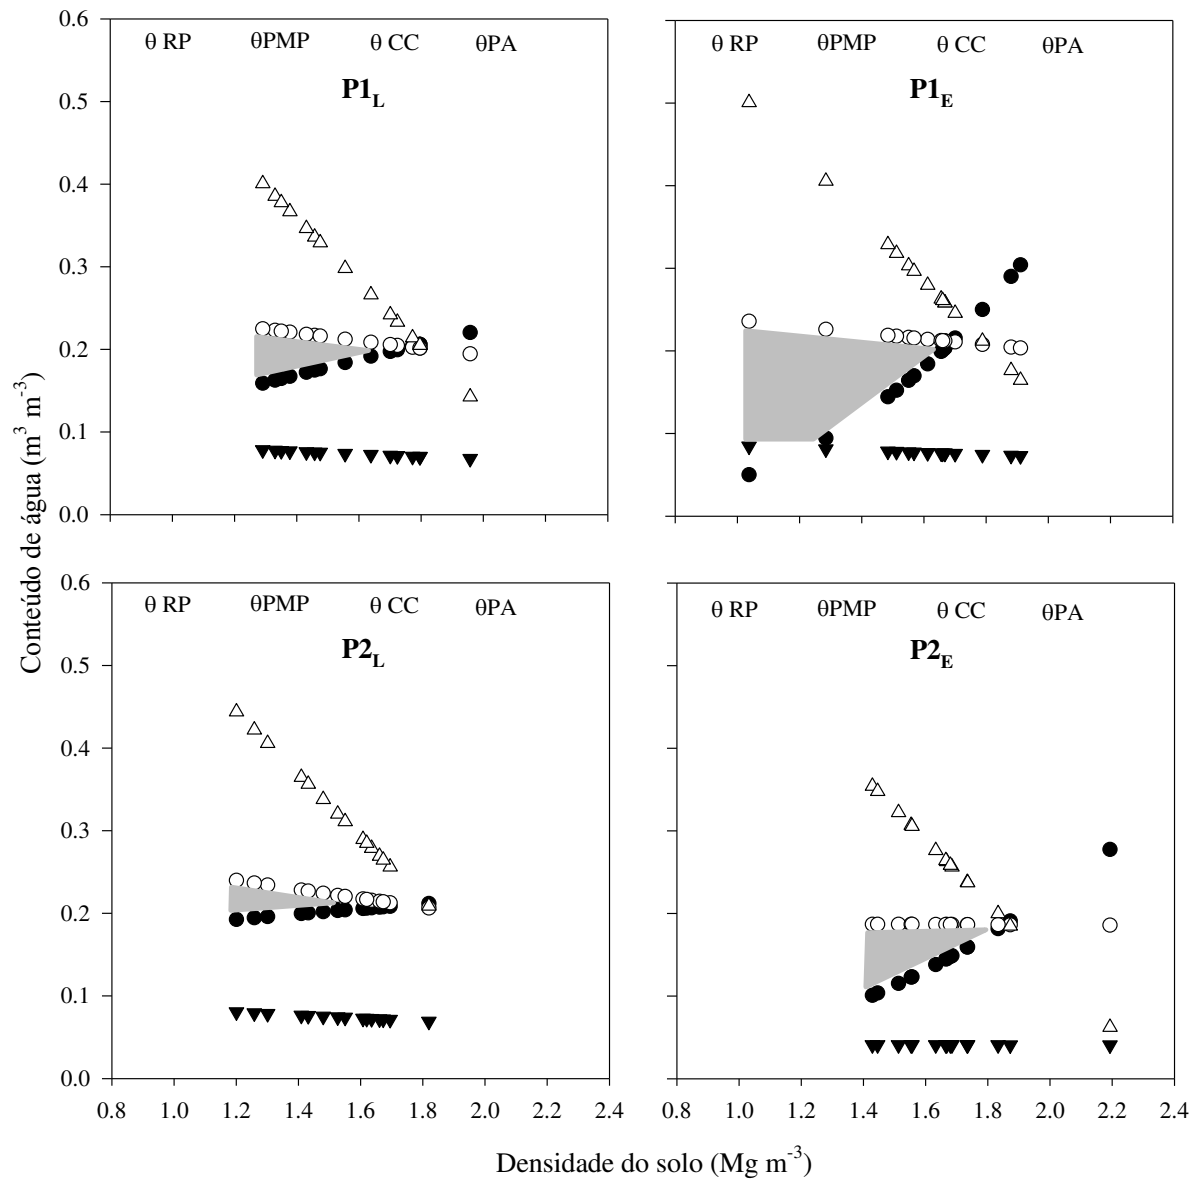 θ RP θPMP θ CC θPA
P1L
θ RP θPMP θ CC θPA
P1E
0.6
0.5
0.4
0.3
0.2
0.1
0.0
Conteúdo de água (m3 m-3)
θ RP θPMP θ CC θPA
P2L
θ RP θPMP θ CC θPA
P2E
0.6
0.5
0.4
0.3
0.2
0.1
0.0
0.8 1.0 1.2 1.4 1.6 1.8 2.0 2.2 2.4
0.8 1.0 1.2 1.4 1.6 1.8 2.0 2.2 2.4
Densidade do solo (Mg m-3)